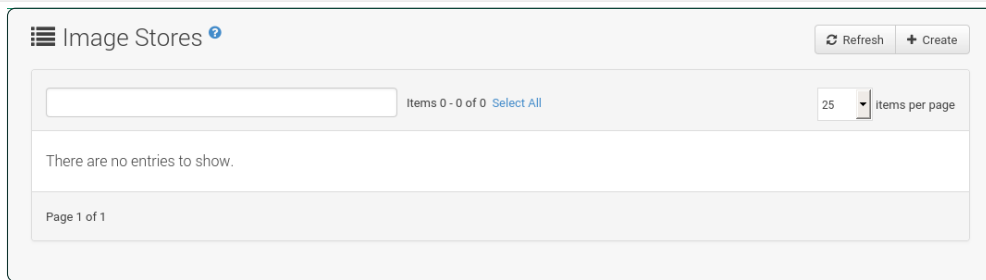 Image Stores ?
Refresh
Create
Items 0 - 0 of 0 Select All
25 items per page
There are no entries to show.
Page 1 of 1